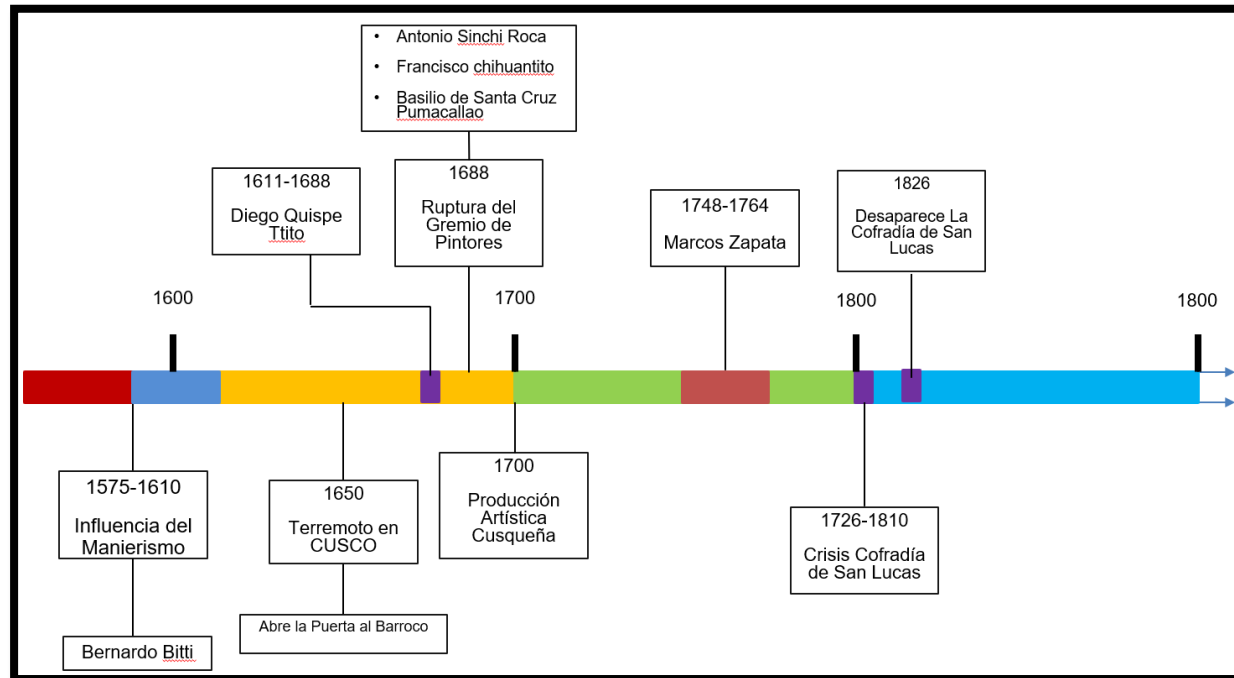 • Antonio Sinchi Roca
• Francisco chihuantito
• Basilio de Santa Cruz
Pumacallao
1611-1688
Diego Quispe
Ttito
1688
Ruptura del
Gremio de
Pintores
1748-1764
Marcos Zapata
1826
Desaparece La
Cofradía de San
Lucas
1600
1700
1800
1800
1575-1610
Influencia del
Manierismo
Bernardo Bitti
1650
Terremoto en
CUSCO
Abre la Puerta al Barroco
1700
Producción
Artística
Cusqueña
1726-1810
Crisis Cofradía
de San Lucas